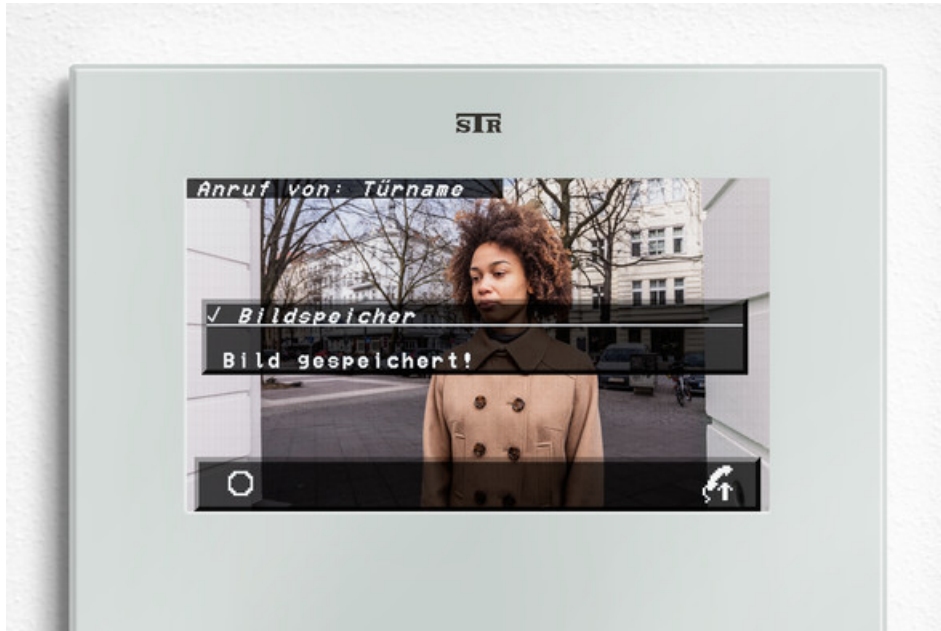 STR
Anruf von: Türname
✓ Bildspeicher
Bild gespeichert!